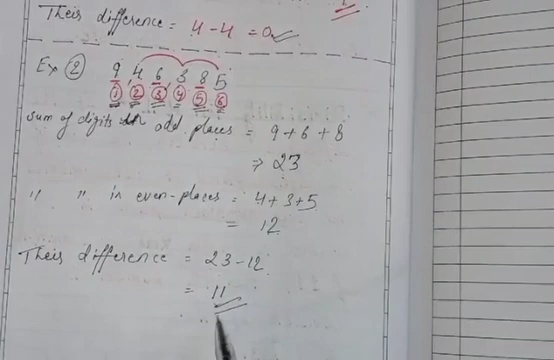 Their difference = 4 - 4 = 0
Ex ② 9,4 6,3 8 5
① ② ③ ④ ⑤ ⑥
Sum of digits in odd places = 9+6+8
⇒ 23
" " in even-places = 4+3+5
= 12
Their difference = 23-12
= 11